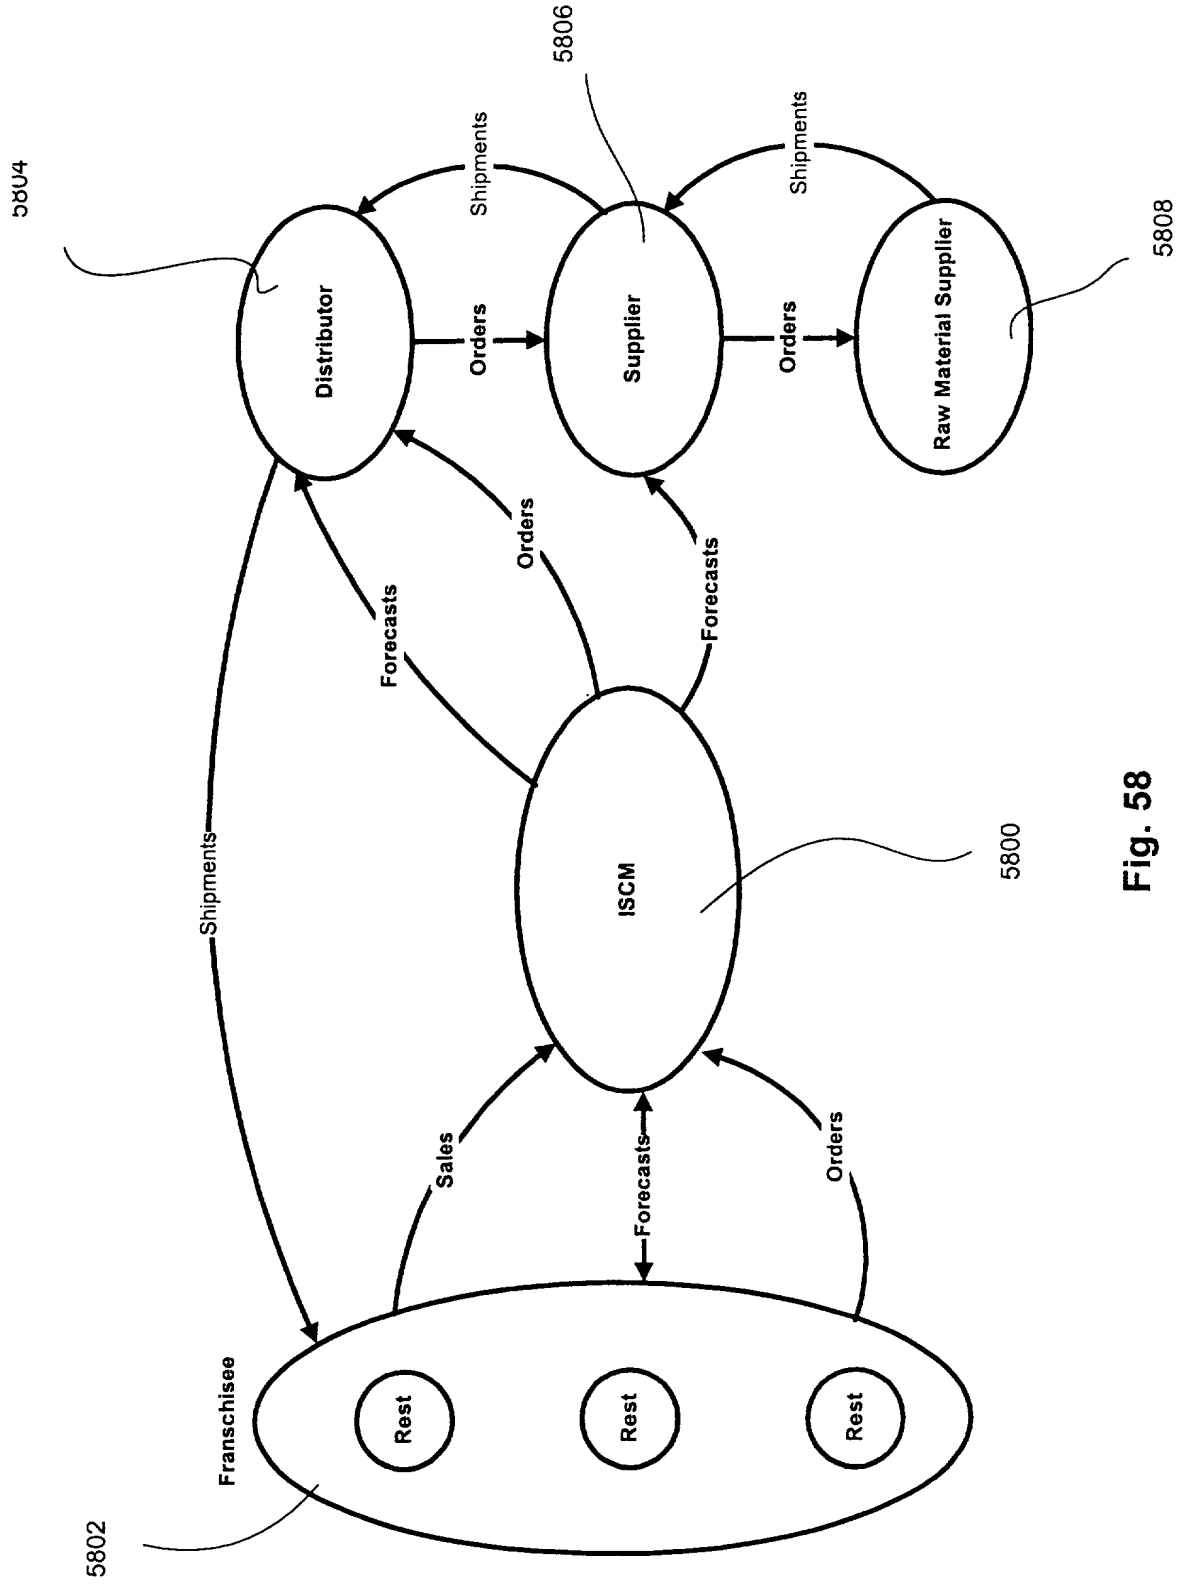 5804
5802
Shipments
Franschisee
Distributor
Forecasts
Rest
Sales
Orders
Shipments
Orders
5806
Rest
ISCM
Supplier
Forecasts
Forecasts
Orders
Shipments
Orders
Rest
Raw Material Supplier
5800
Fig. 58
5808